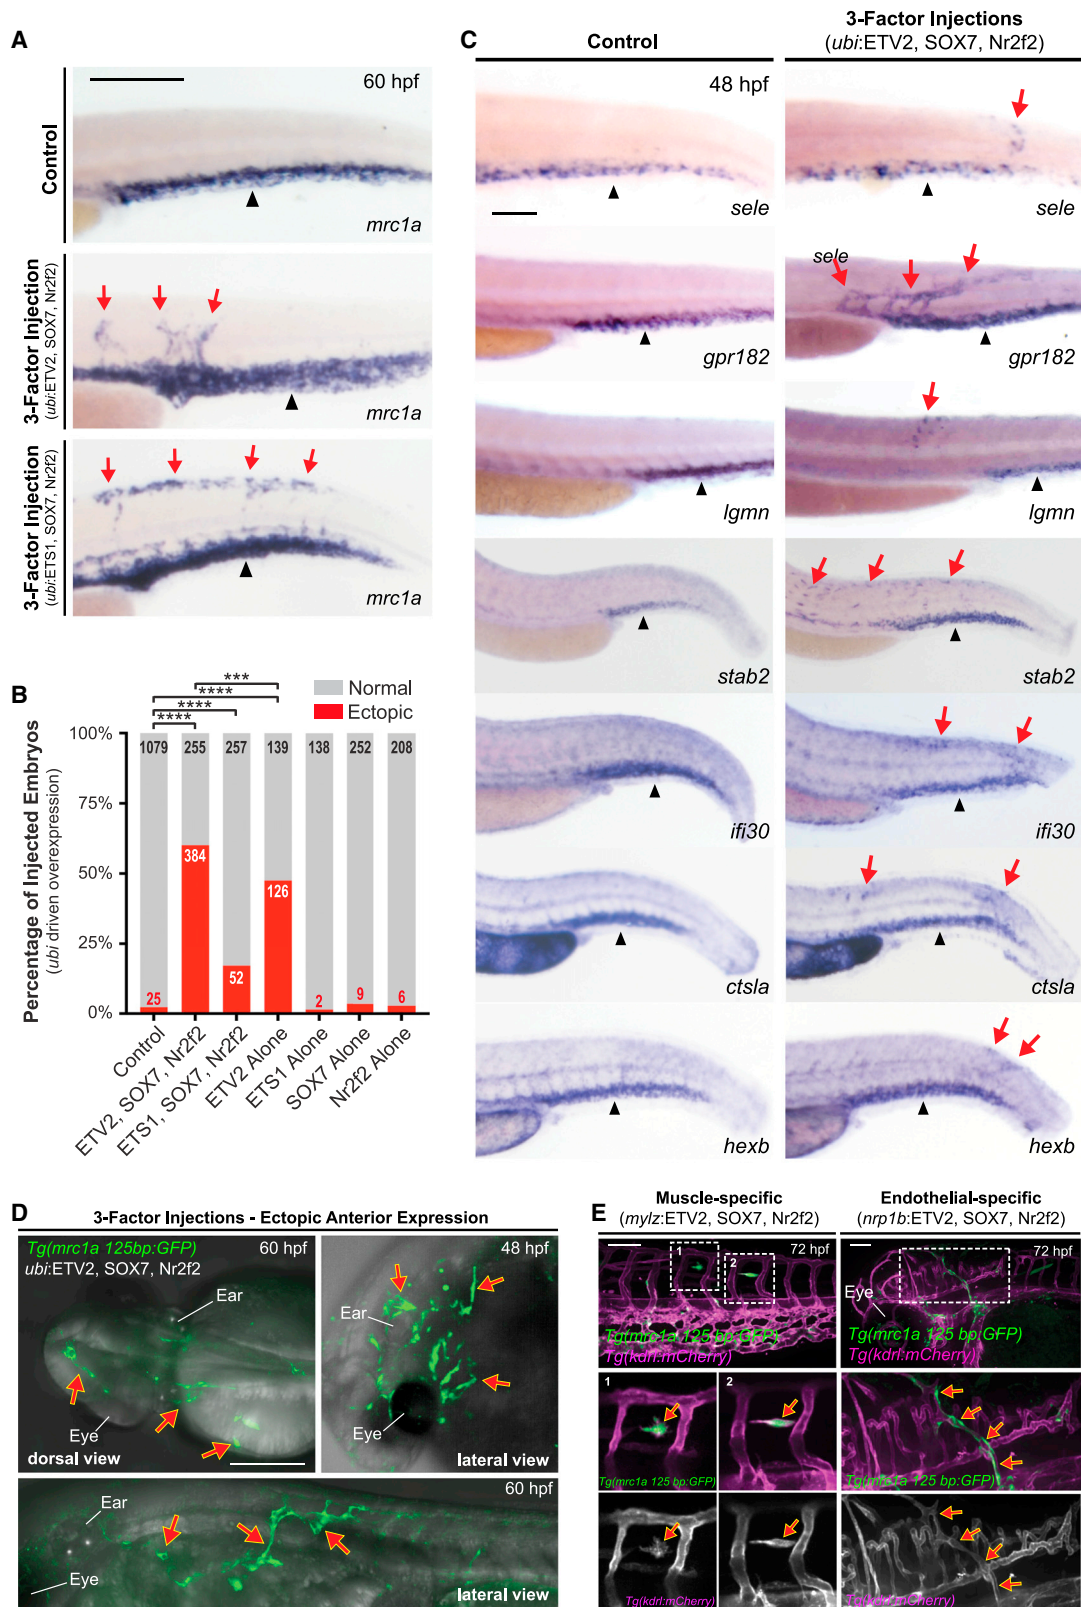 A
Control
60 hpf
mrc1a
3-Factor Injection
(ubi:ETV2, SOX7, Nr2f2)
mrc1a
3-Factor Injection
(ubi:ETS1, SOX7, Nr2f2)
mrc1a
B
***
****
****
****
Normal
Ectopic
Percentage of Injected Embryos
(ubi driven overexpression)
100%
75%
50%
25%
0%
1079 255 257 139 138 252 208
25 384 52 126 2 9 6
Control
ETV2, SOX7, Nr2f2
ETS1, SOX7, Nr2f2
ETV2 Alone
ETS1 Alone
SOX7 Alone
Nr2f2 Alone
C
Control
3-Factor Injections
(ubi:ETV2, SOX7, Nr2f2)
48 hpf
sele
sele
sele
gpr182
gpr182
lgmn
lgmn
stab2
stab2
ifi30
ifi30
ctsla
ctsla
hexb
hexb
D
3-Factor Injections - Ectopic Anterior Expression
Tg(mrc1a 125bp:GFP)
ubi:ETV2, SOX7, Nr2f2
60 hpf
Ear
Eye
dorsal view
48 hpf
Ear
Eye
lateral view
60 hpf
Ear
Eye
lateral view
E
Muscle-specific
(mylz:ETV2, SOX7, Nr2f2)
Endothelial-specific
(nrp1b:ETV2, SOX7, Nr2f2)
72 hpf
1
2
Tg(mrc1a 125 bp:GFP)
Tg(kdrl:mCherry)
72 hpf
Eye
Tg(mrc1a 125 bp:GFP)
Tg(kdrl:mCherry)
1
2
Tg(mrc1a 125 bp:GFP)
Tg(mrc1a 125 bp:GFP)
Tg(kdrl:mCherry)
Tg(kdrl:mCherry)